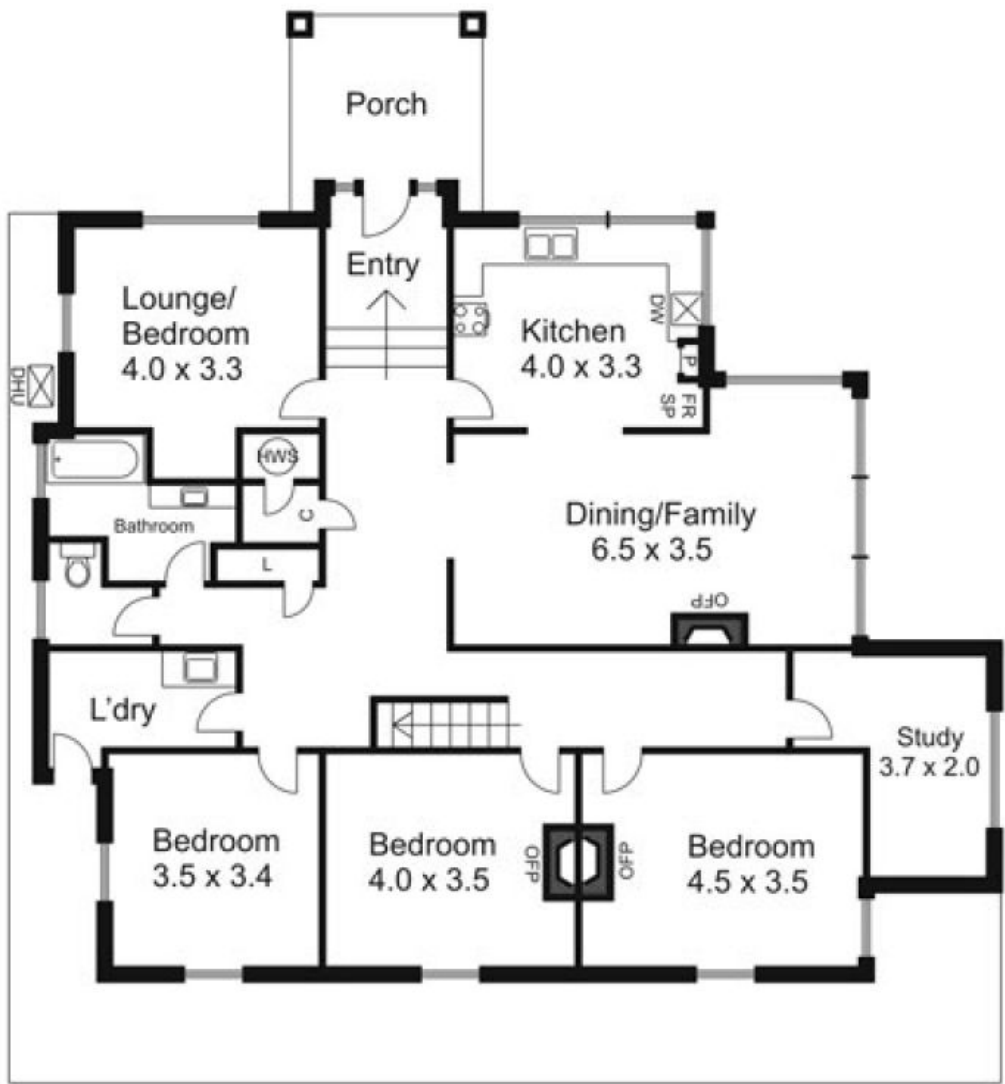 Porch
Entry
Lounge/
Bedroom
4.0 x 3.3
Kitchen
4.0 x 3.3
DW
P
FR
SP
DHU
HWS
C
Bathroom
L
Dining/Family
6.5 x 3.5
OFP
L'dry
Study
3.7 x 2.0
Bedroom
3.5 x 3.4
Bedroom
4.0 x 3.5
OFP
OFP
Bedroom
4.5 x 3.5